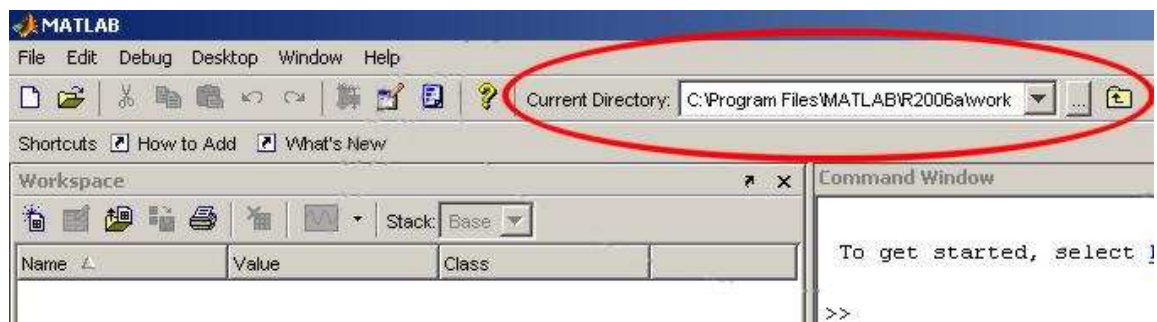 MATLAB
File Edit Debug Desktop Window Help
Current Directory: C:\Program Files\MATLAB\R2006a\work ...
Shortcuts How to Add What's New
Workspace
Stack: Base
Name Value Class
Command Window
To get started, select
>>